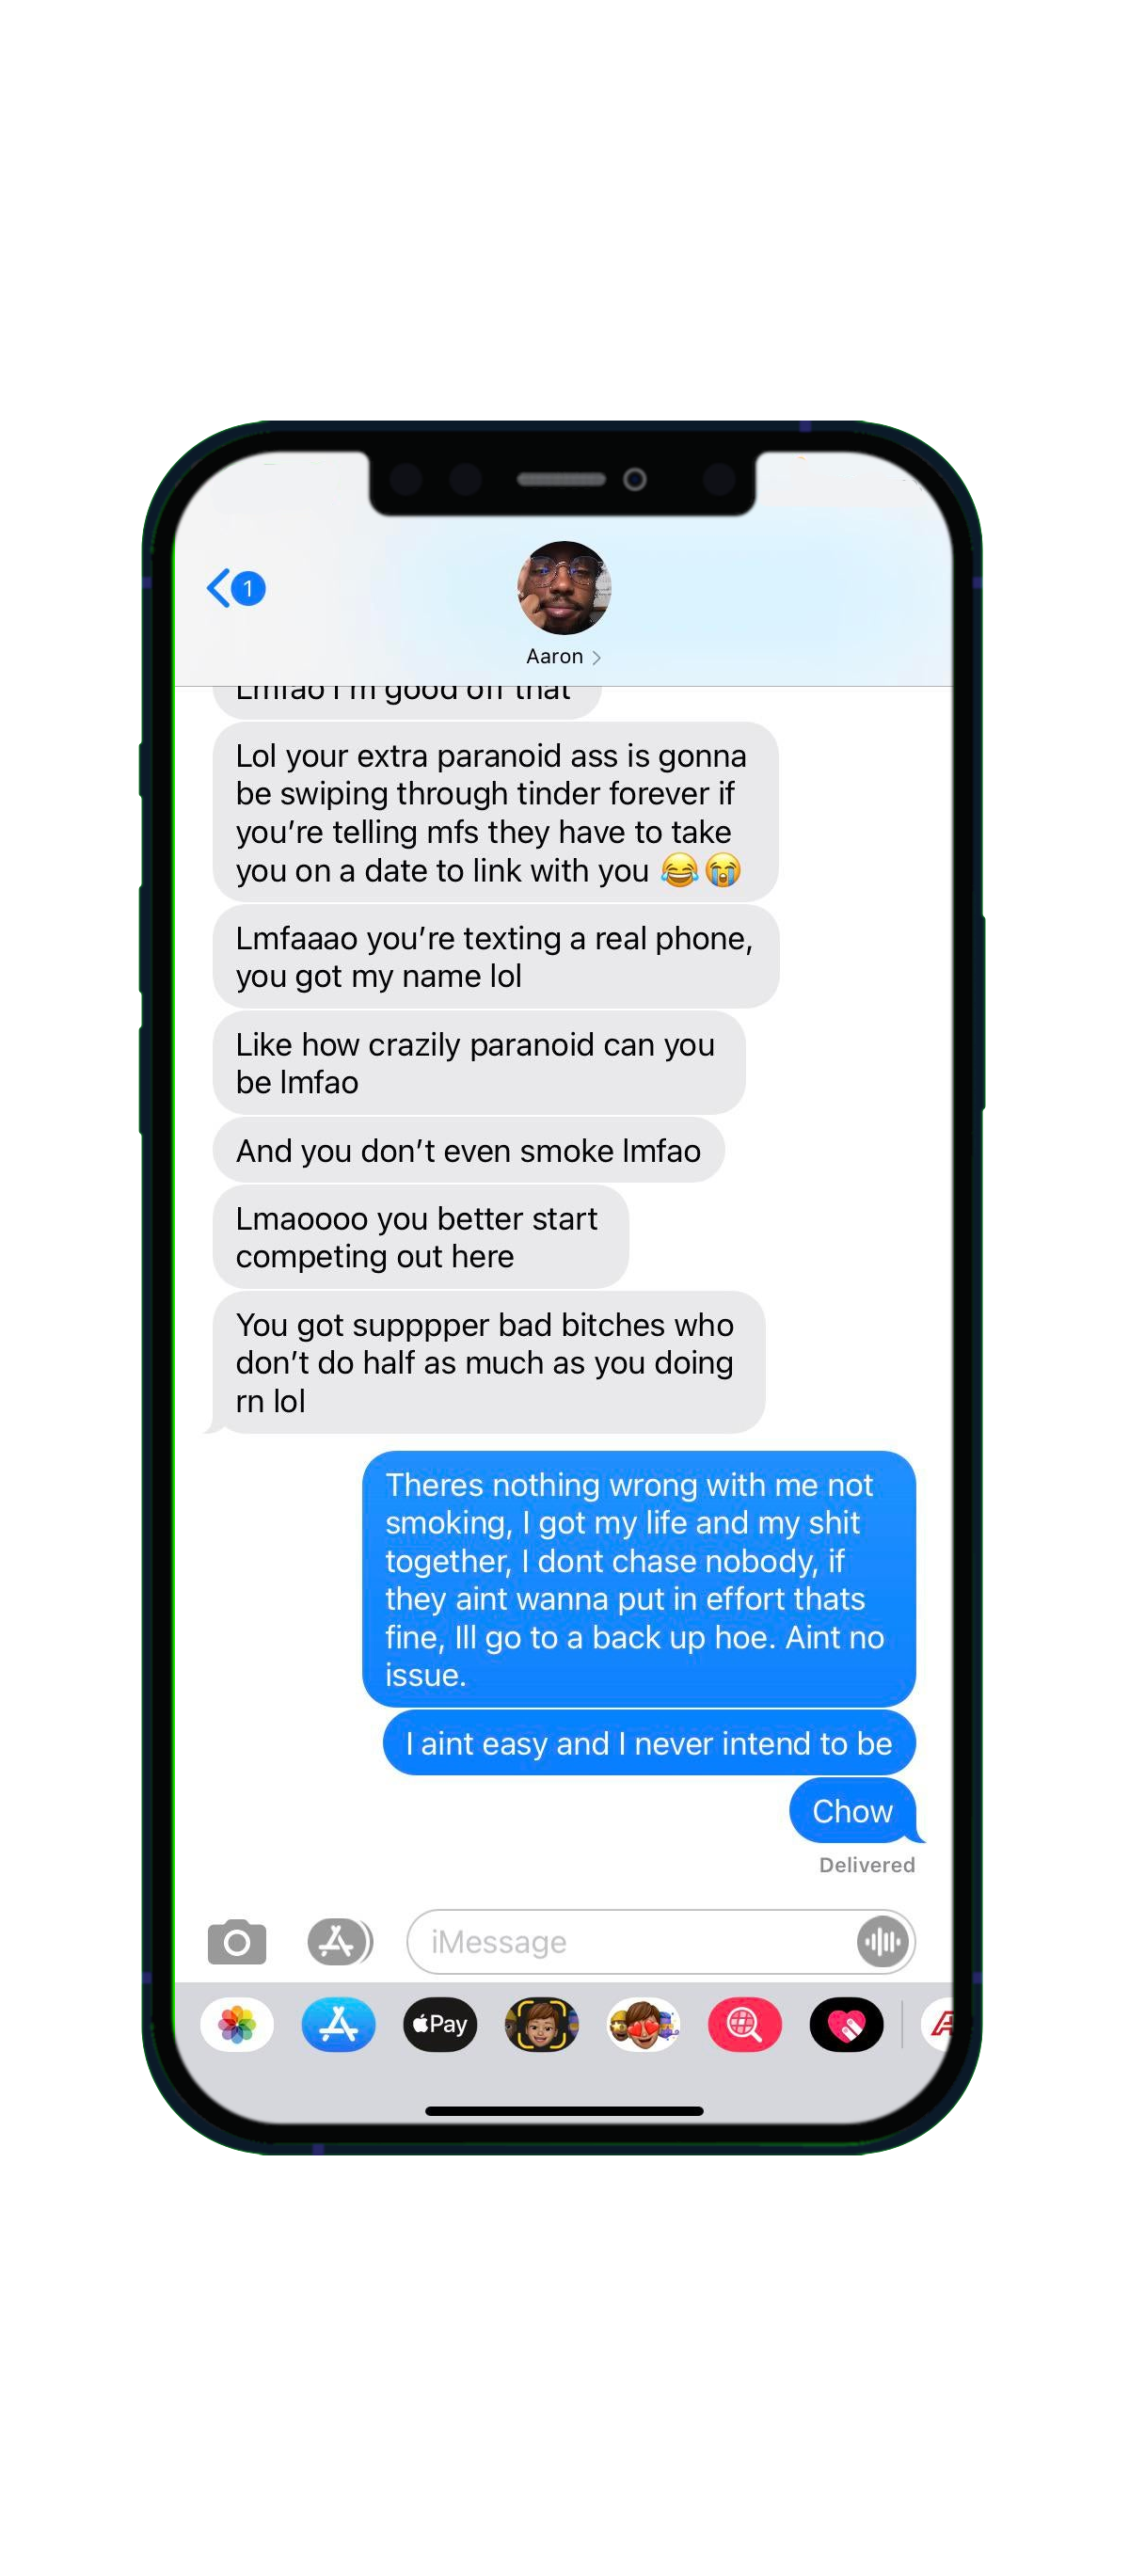 1
Aaron
Lmfao I'm good off that
Lol your extra paranoid ass is gonna
be swiping through tinder forever if
you’re telling mfs they have to take
you on a date to link with you 😂😭
Lmfaaao you’re texting a real phone,
you got my name lol
Like how crazily paranoid can you
be lmfao
And you don’t even smoke lmfao
Lmaoooo you better start
competing out here
You got supppper bad bitches who
don’t do half as much as you doing
rn lol
Theres nothing wrong with me not
smoking, I got my life and my shit
together, I dont chase nobody, if
they aint wanna put in effort thats
fine, Ill go to a back up hoe. Aint no
issue.
I aint easy and I never intend to be
Chow
Delivered
iMessage
Pay